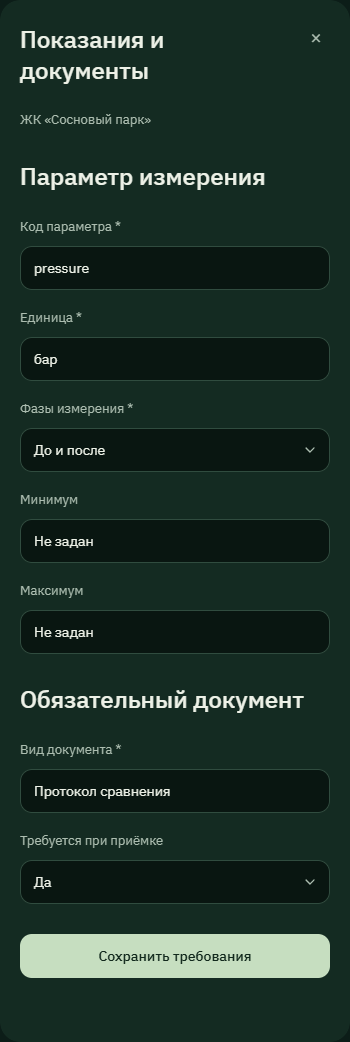 Показания и
документы
ЖК «Сосновый парк»
Параметр измерения
Код параметра *
pressure
Единица *
бар
Фазы измерения *
До и после
Минимум
Не задан
Максимум
Не задан
Обязательный документ
Вид документа *
Протокол сравнения
Требуется при приёмке
Да
Сохранить требования